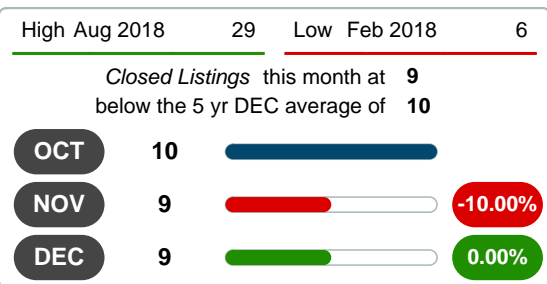 High Aug 2018 29 Low Feb 2018 6
Closed Listings this month at 9
below the 5 yr DEC average of 10
OCT 10
NOV 9 -10.00%
DEC 9 0.00%